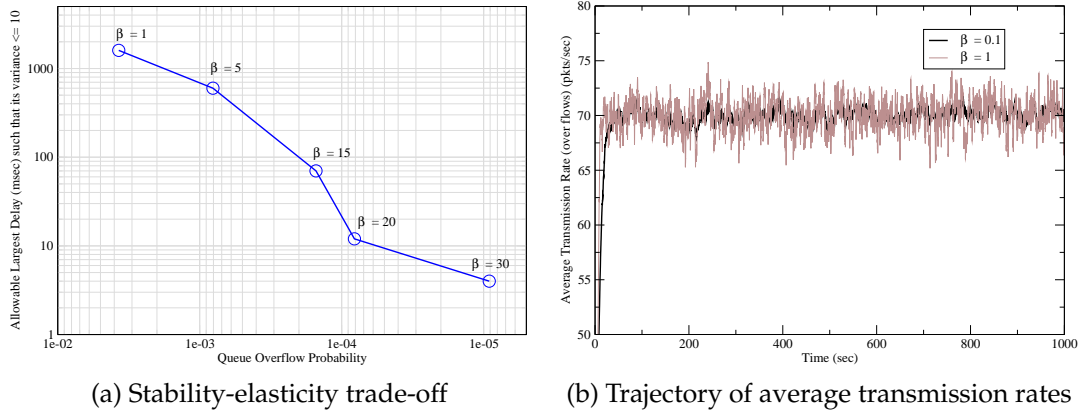 Allowable Largest Delay (msec) such that its variance <= 10
1000
100
10
1
β = 1
β = 5
β = 15
β = 20
β = 30
1e-02
1e-03
1e-04
1e-05
Queue Overflow Probability
(a) Stability-elasticity trade-off
Average Transmission Rate (over flows) (pkts/sec)
80
75
70
65
60
55
50
β = 0.1
β = 1
0
200
400
600
800
1000
Time (sec)
(b) Trajectory of average transmission rates